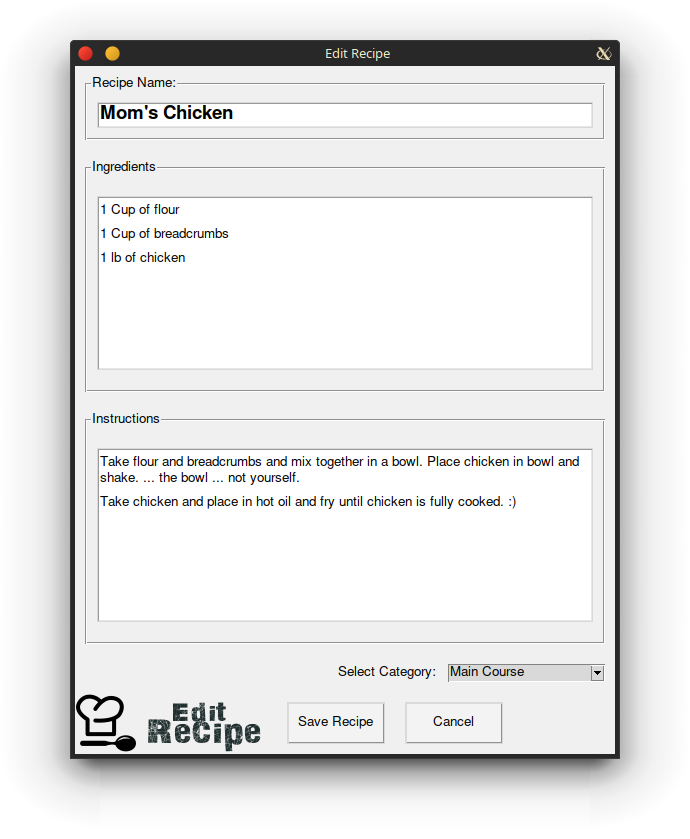 Edit Recipe
Recipe Name:
Mom's Chicken
Ingredients
1 Cup of flour
1 Cup of breadcrumbs
1 lb of chicken
Instructions
Take flour and breadcrumbs and mix together in a bowl. Place chicken in bowl and
shake. ... the bowl ... not yourself.
Take chicken and place in hot oil and fry until chicken is fully cooked. :)
Select Category: Main Course
Edit
Recipe
Save Recipe Cancel